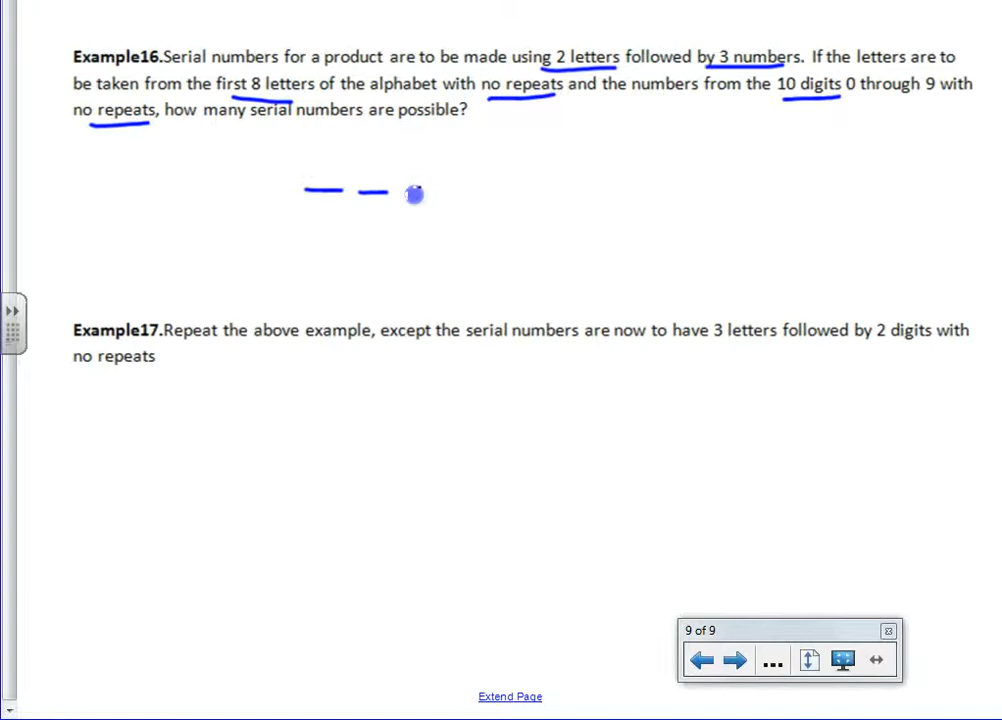 Example16.Serial numbers for a product are to be made using 2 letters followed by 3 numbers. If the letters are to
be taken from the first 8 letters of the alphabet with no repeats and the numbers from the 10 digits 0 through 9 with
no repeats, how many serial numbers are possible?
Example17.Repeat the above example, except the serial numbers are now to have 3 letters followed by 2 digits with
no repeats
9 of 9
...
Extend Page